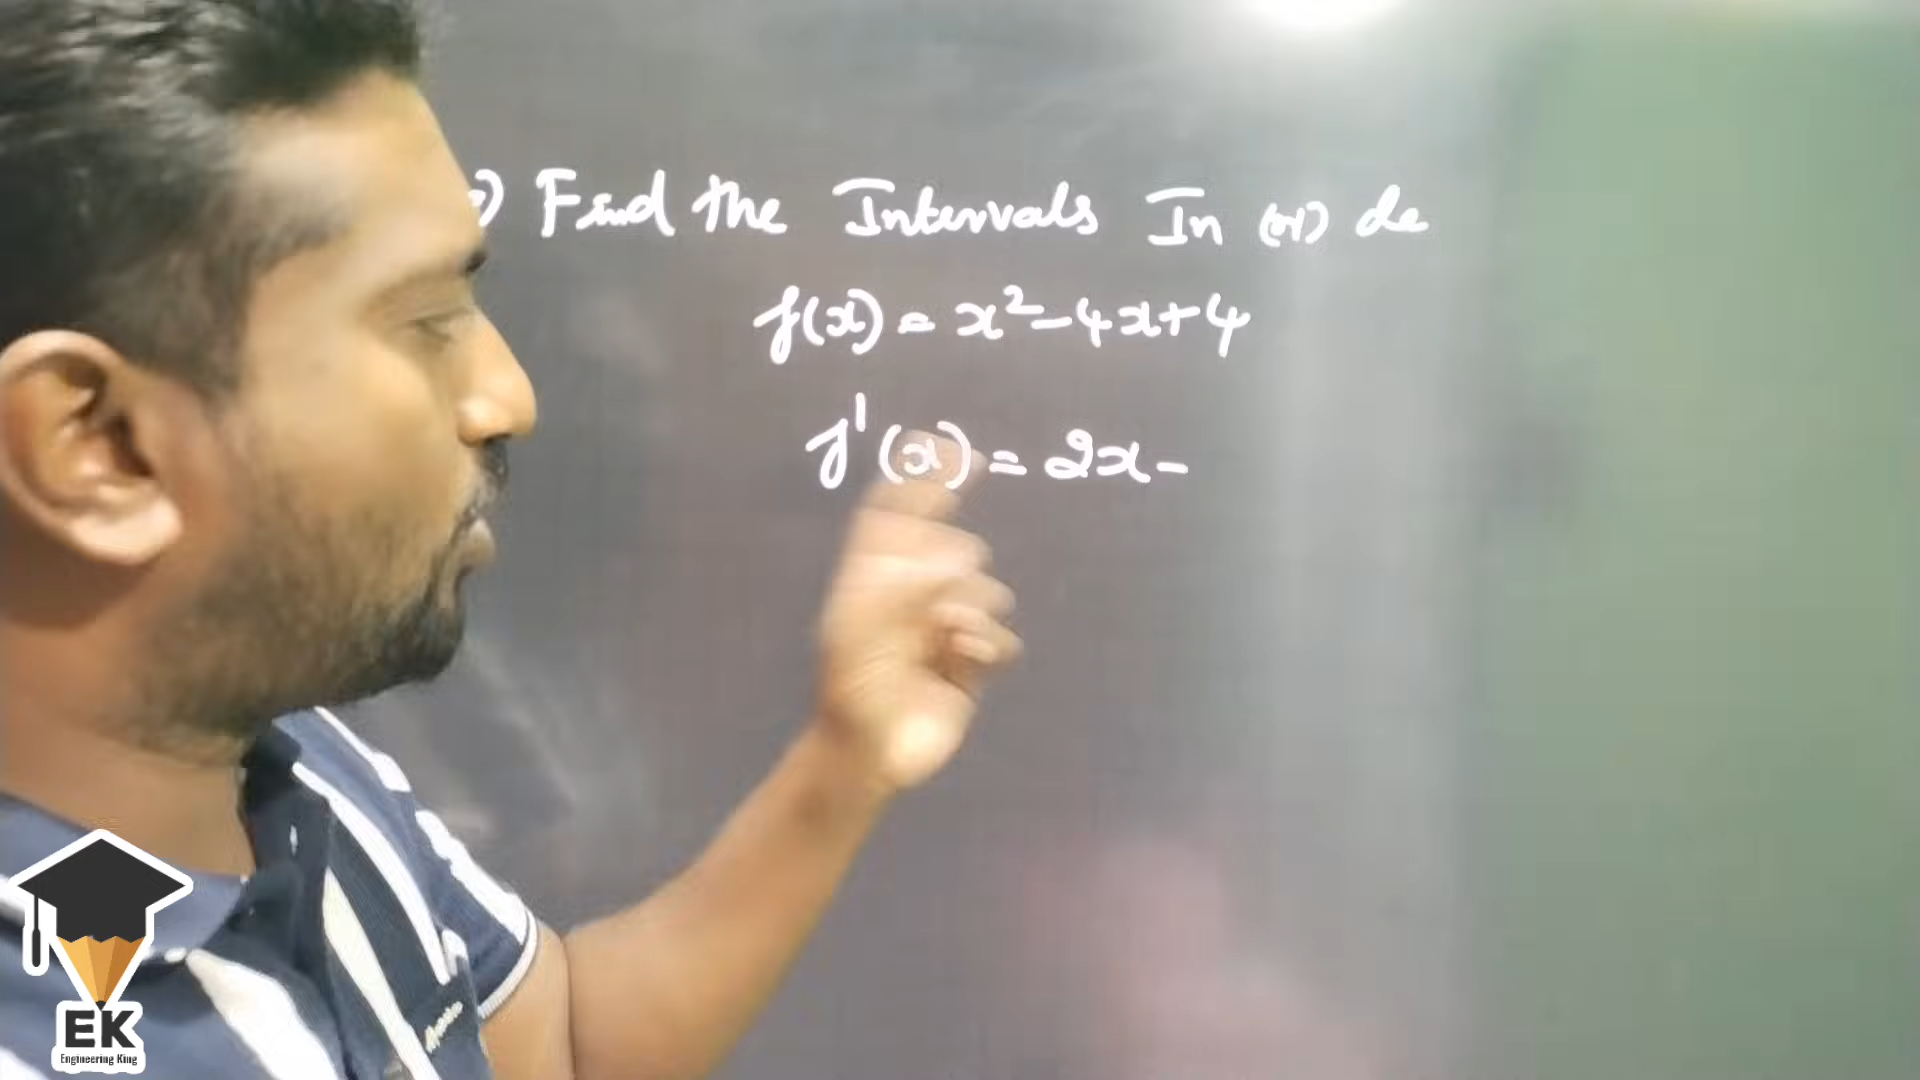 Find the Intervals In (or) de
f(x) = x²-4x+4
f'(x) = 2x-
EK
Engineering King